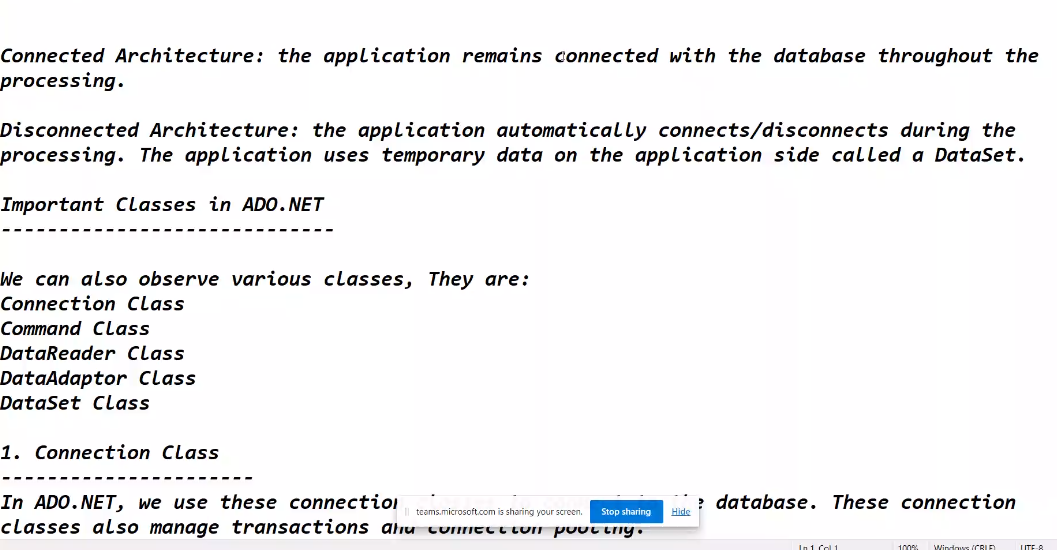 Connected Architecture: the application remains connected with the database throughout the
processing.
Disconnected Architecture: the application automatically connects/disconnects during the
processing. The application uses temporary data on the application side called a DataSet.
Important Classes in ADO.NET
-----------------------------
We can also observe various classes, They are:
Connection Class
Command Class
DataReader Class
DataAdaptor Class
DataSet Class
1. Connection Class
----------------------
In ADO.NET, we use these connection the database. These connection
classes also manage transactions and connection pooling.
teams.microsoft.com is sharing your screen. Stop sharing Hide
Ln 1, Col 1 100% Windows (CRLF) UTF-8